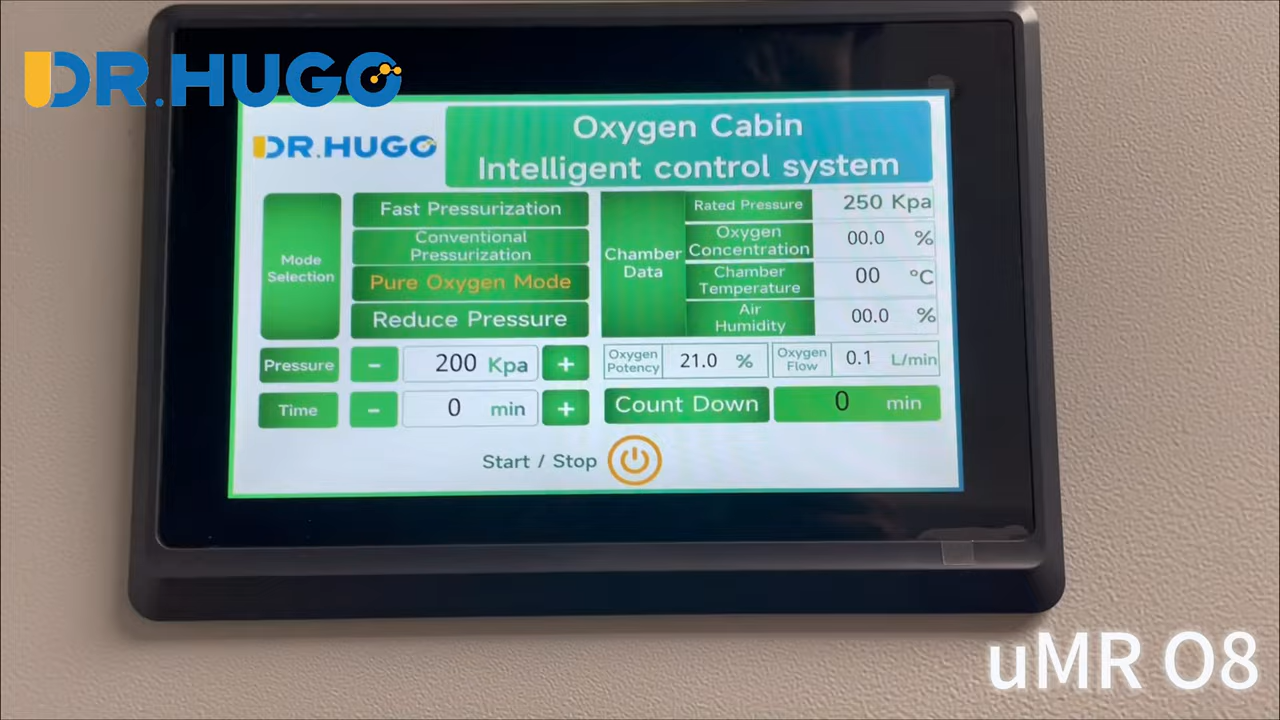 DR.HUGO
DR.HUGO
Oxygen Cabin
Intelligent control system
Mode
Selection
Fast Pressurization
Conventional
Pressurization
Pure Oxygen Mode
Reduce Pressure
Chamber
Data
Rated Pressure
250 Kpa
Oxygen
Concentration
00.0 %
Chamber
Temperature
00 °C
Air
Humidity
00.0 %
Pressure - 200 Kpa +
Oxygen
Potency
21.0 %
Oxygen
Flow
0.1 L/min
Time - 0 min +
Count Down 0 min
Start / Stop
uMR O8